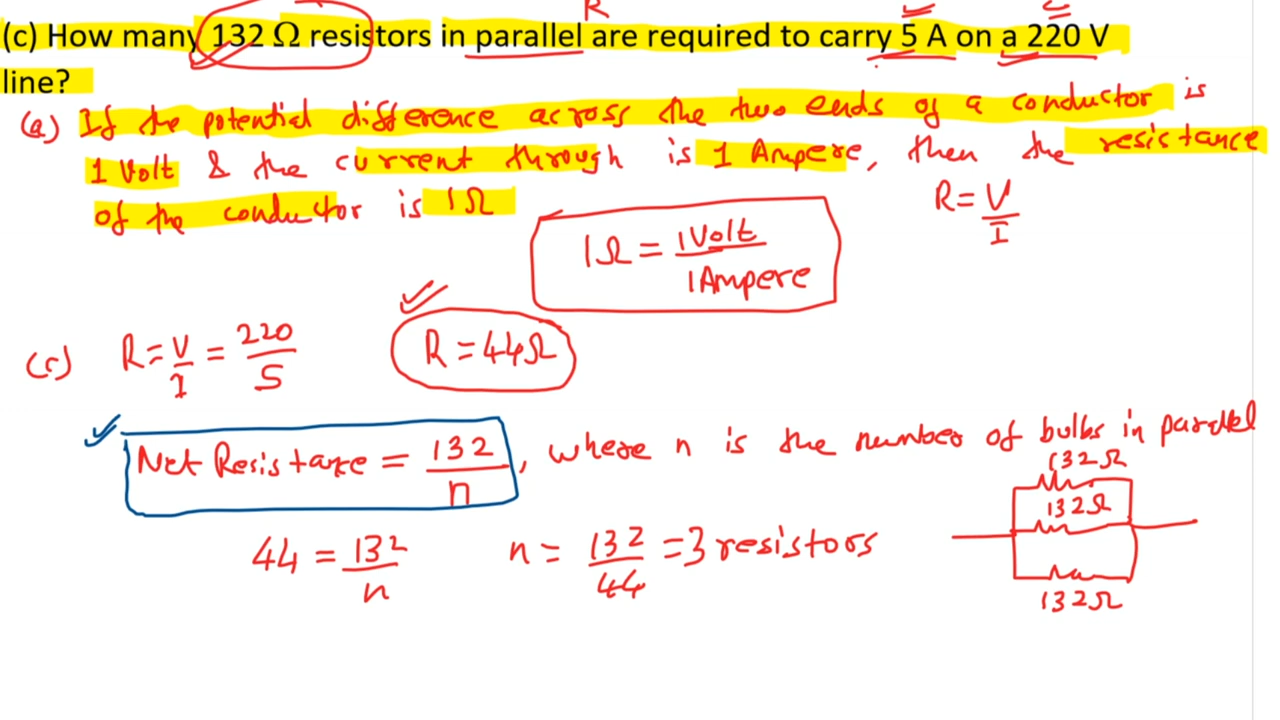 R
(c) How many 132 Ω resistors in parallel are required to carry 5 A on a 220 V
line?
(a) If the potential difference across the two ends of a conductor is
1 Volt & the current through is 1 Ampere, then the resistance
of the conductor is 1Ω
R = V/I
1Ω = 1Volt/1Ampere
(c) R = V/I = 220/5 R = 44Ω
Net Resistance = 132/n, where n is the number of bulbs in parallel
132Ω
132Ω
44 = 132/n n = 132/44 = 3 resistors
132Ω